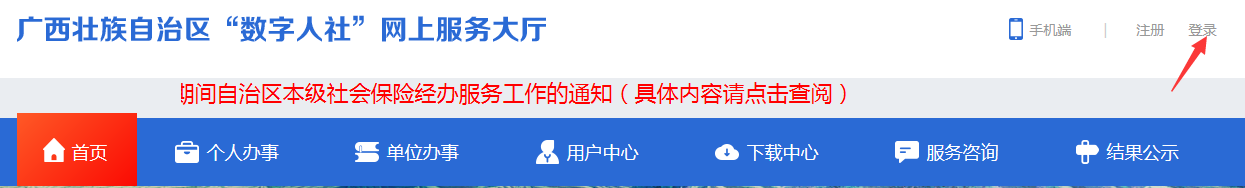 广西壮族自治区“数字人社”网上服务大厅
手机端 | 注册 登录
期间自治区本级社会保险经办服务工作的通知（具体内容请点击查阅）
首页 个人办事 单位办事 用户中心 下载中心 服务咨询 结果公示